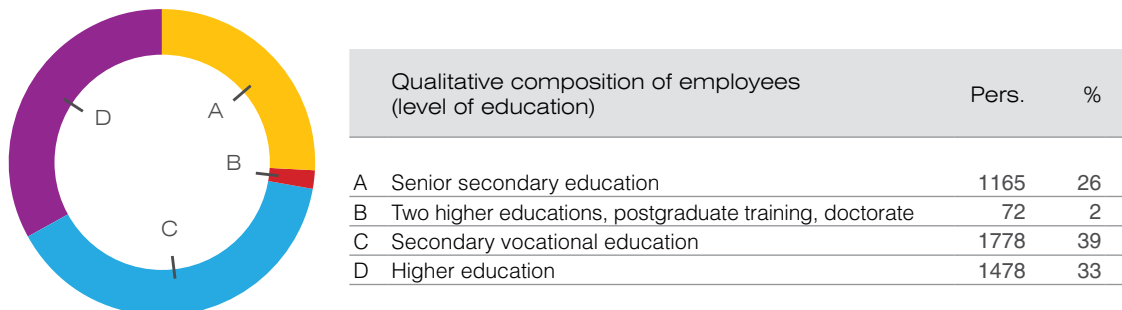 A
B
C
D
Qualitative composition of employees
(level of education) Pers. %
A Senior secondary education 1165 26
B Two higher educations, postgraduate training, doctorate 72 2
C Secondary vocational education 1778 39
D Higher education 1478 33